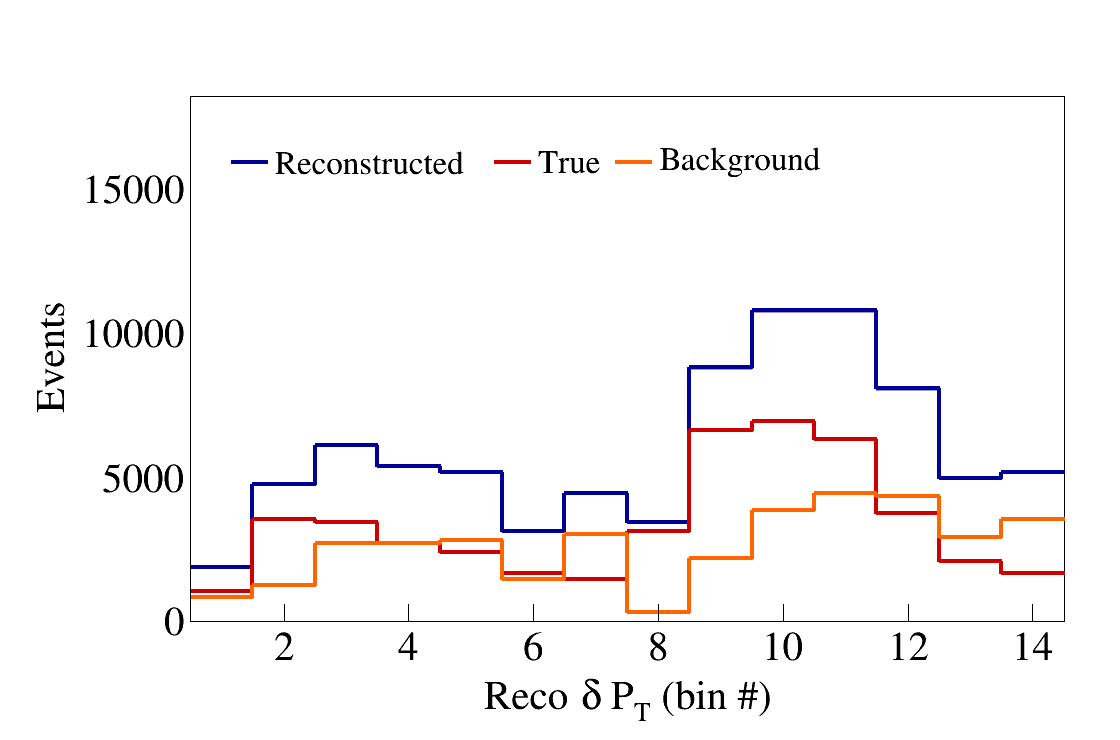 Reconstructed True Background
15000
10000
5000
0
Events
2 4 6 8 10 12 14
Reco δ P_T (bin #)